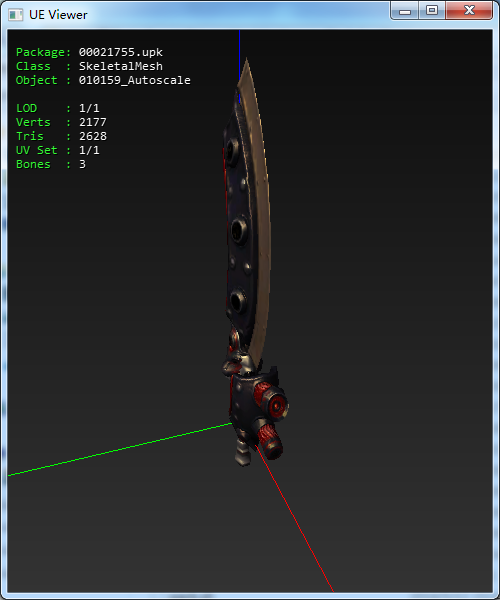 UE Viewer
Package: 00021755.upk
Class : SkeletalMesh
Object : 010159_Autoscale
LOD : 1/1
Verts : 2177
Tris : 2628
UV Set : 1/1
Bones : 3